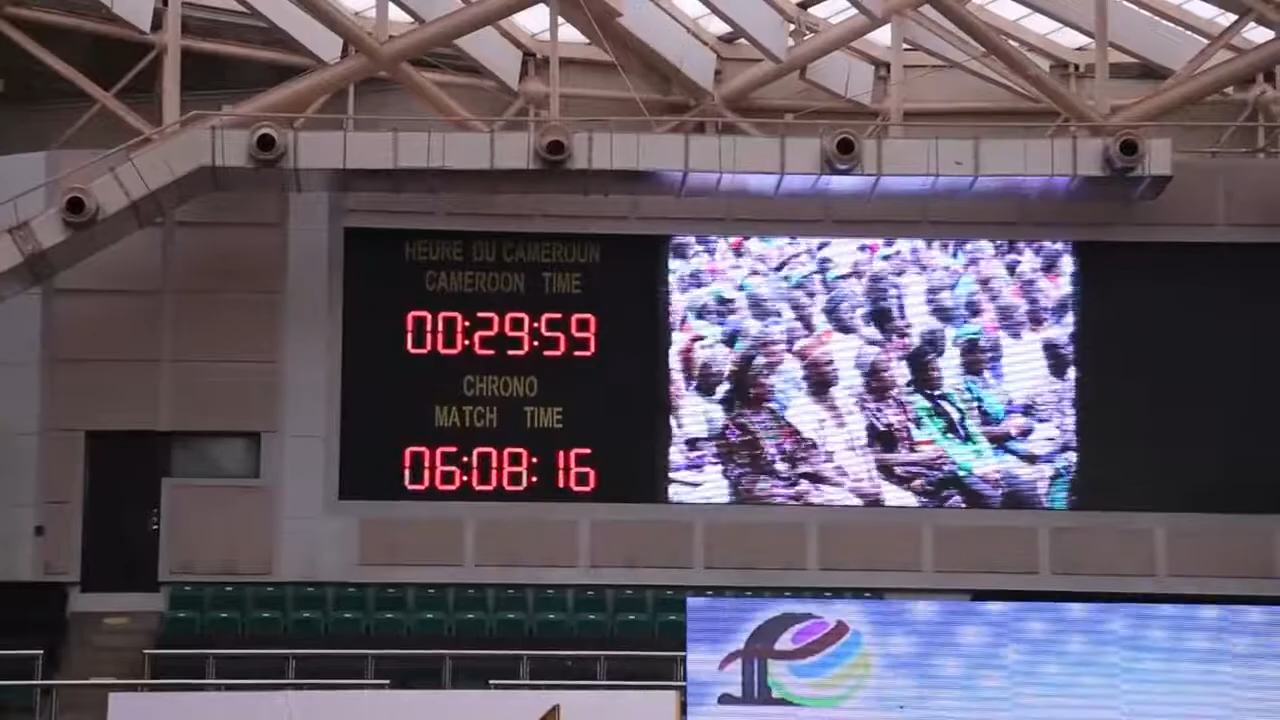 HEURE DU CAMEROUN
CAMEROON TIME
00:29:59
CHRONO
MATCH TIME
06:08:16